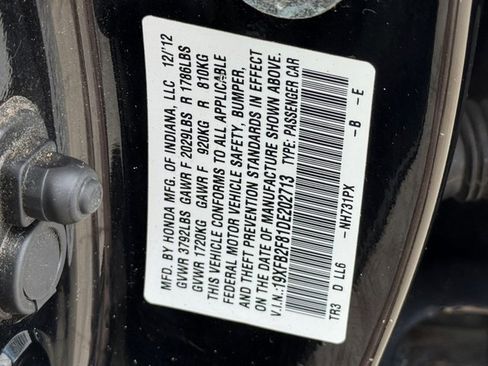 MFD. BY HONDA MFG. OF INDIANA, LLC 12/'12
GVWR 3792LBS GAWR F 2029LBS R 1786LBS
GVWR 1720KG GAWR F 920KG R 810KG
THIS VEHICLE CONFORMS TO ALL APPLICABLE
FEDERAL MOTOR VEHICLE SAFETY, BUMPER,
AND THEFT PREVENTION STANDARDS IN EFFECT
ON THE DATE OF MANUFACTURE SHOWN ABOVE.
V.I.N.:19XFB2F81DE202713 TYPE: PASSENGER CAR
-NH731PX -B -E
TR3 D LL6